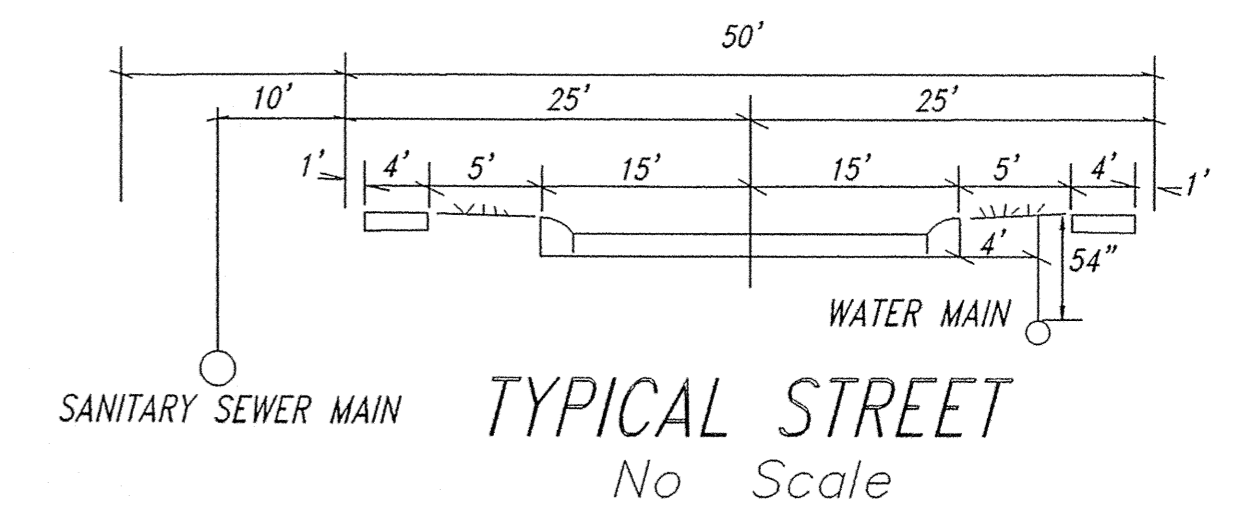 50'
10' 25' 25'
1' 4' 5' 15' 15' 5' 4' 1'
4' 54"
WATER MAIN
SANITARY SEWER MAIN
TYPICAL STREET
No Scale